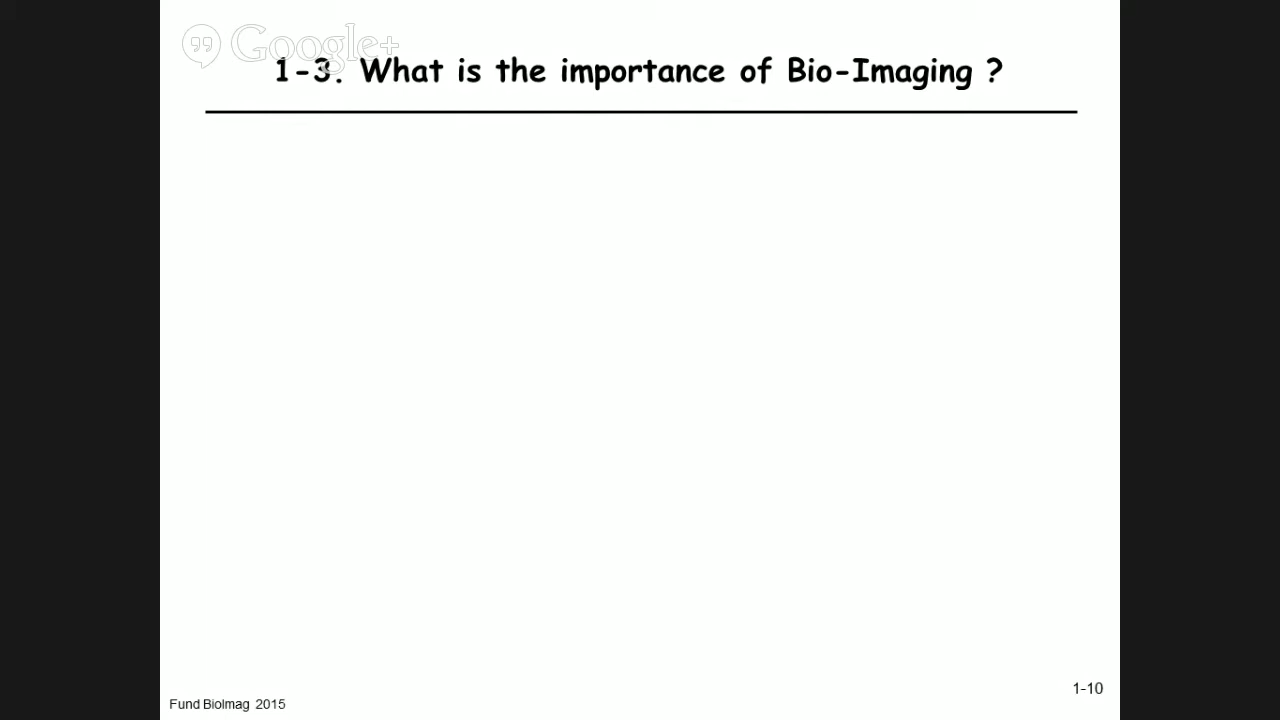 Google+
1-3. What is the importance of Bio-Imaging ?
1-10
Fund BioImag 2015